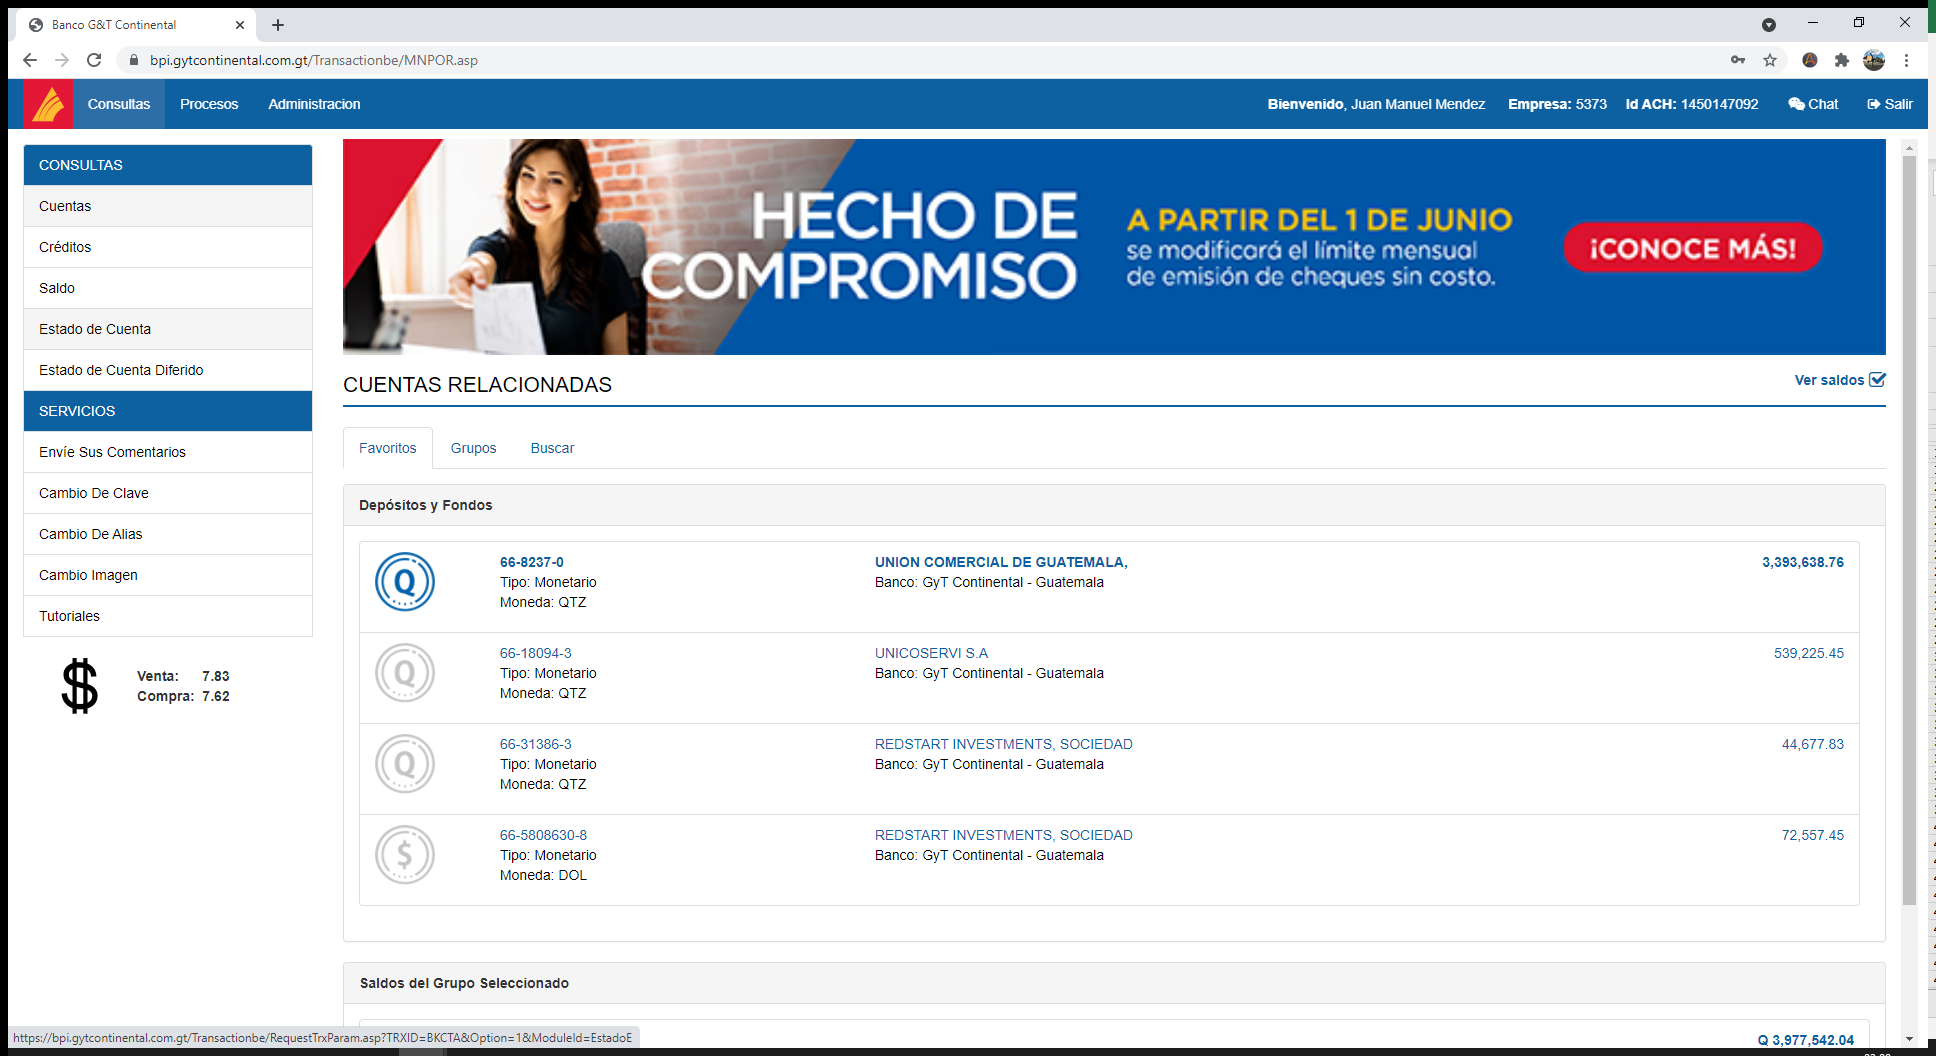 Banco G&T Continental
bpi.gytcontinental.com.gt/Transactionbe/MNPOR.asp
Consultas
Procesos
Administracion
Bienvenido, Juan Manuel Mendez
Empresa: 5373
Id ACH: 1450147092
Chat
Salir
CONSULTAS
Cuentas
Créditos
Saldo
Estado de Cuenta
Estado de Cuenta Diferido
SERVICIOS
Envíe Sus Comentarios
Cambio De Clave
Cambio De Alias
Cambio Imagen
Tutoriales
$
Venta: 7.83
Compra: 7.62
HECHO DE
COMPROMISO
A PARTIR DEL 1 DE JUNIO
se modificará el límite mensual
de emisión de cheques sin costo.
¡CONOCE MÁS!
CUENTAS RELACIONADAS
Ver saldos
Favoritos
Grupos
Buscar
Depósitos y Fondos
Q
66-8237-0
Tipo: Monetario
Moneda: QTZ
UNION COMERCIAL DE GUATEMALA,
Banco: GyT Continental - Guatemala
3,393,638.76
Q
66-18094-3
Tipo: Monetario
Moneda: QTZ
UNICOSERVI S.A
Banco: GyT Continental - Guatemala
539,225.45
Q
66-31386-3
Tipo: Monetario
Moneda: QTZ
REDSTART INVESTMENTS, SOCIEDAD
Banco: GyT Continental - Guatemala
44,677.83
$
66-5808630-8
Tipo: Monetario
Moneda: DOL
REDSTART INVESTMENTS, SOCIEDAD
Banco: GyT Continental - Guatemala
72,557.45
Saldos del Grupo Seleccionado
Q 3,977,542.04
https://bpi.gytcontinental.com.gt/Transactionbe/RequestTrxParam.asp?TRXID=BKCTA&Option=1&ModuleId=EstadoE